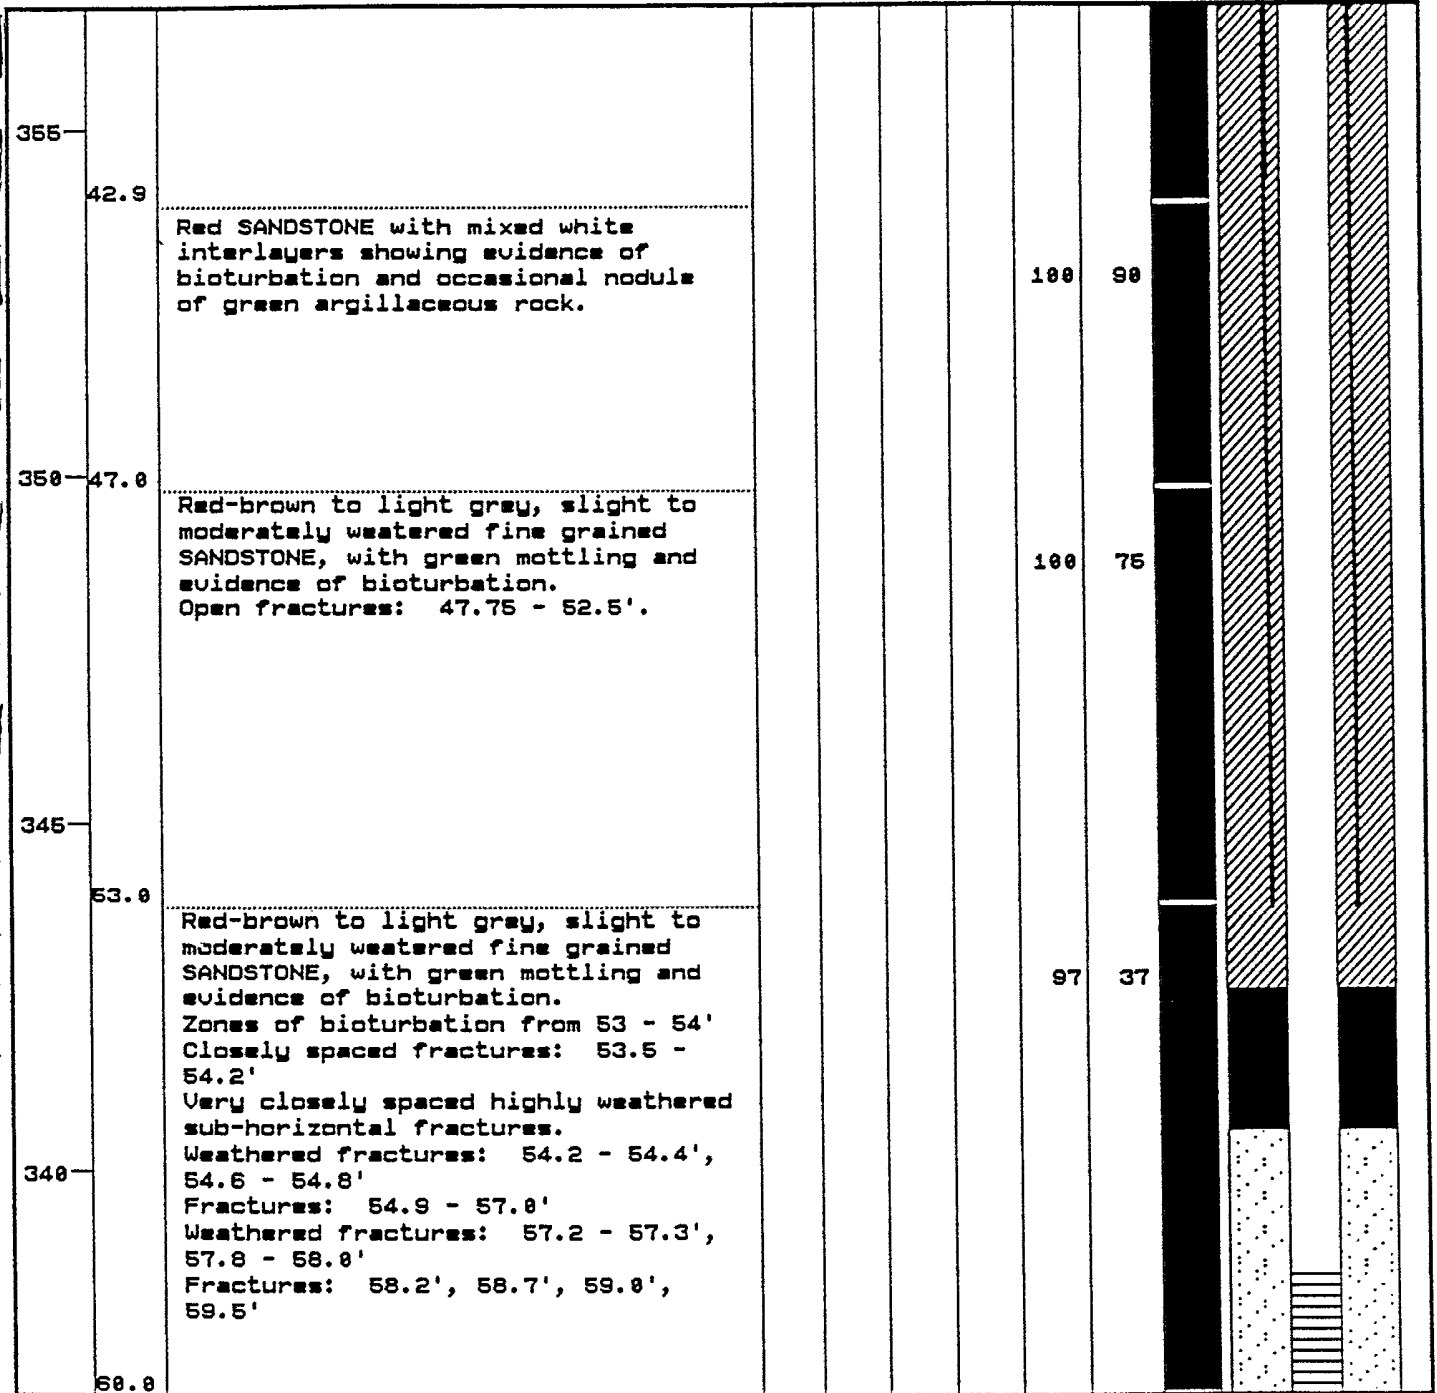 355
42.9
Red SANDSTONE with mixed white
interlayers showing evidence of
bioturbation and occasional nodule
of green argillaceous rock.
100 90
350 47.0
Red-brown to light gray, slight to
moderately weatered fine grained
SANDSTONE, with green mottling and
evidence of bioturbation.
Open fractures: 47.75 - 52.5'.
100 75
345
53.0
Red-brown to light gray, slight to
moderately weatered fine grained
SANDSTONE, with green mottling and
evidence of bioturbation.
Zones of bioturbation from 53 - 54'
Closely spaced fractures: 53.5 -
54.2'
Very closely spaced highly weathered
sub-horizontal fractures.
Weathered fractures: 54.2 - 54.4',
54.6 - 54.8'
Fractures: 54.9 - 57.0'
Weathered fractures: 57.2 - 57.3',
57.8 - 58.0'
Fractures: 58.2', 58.7', 59.0',
59.5'
97 37
340
60.0